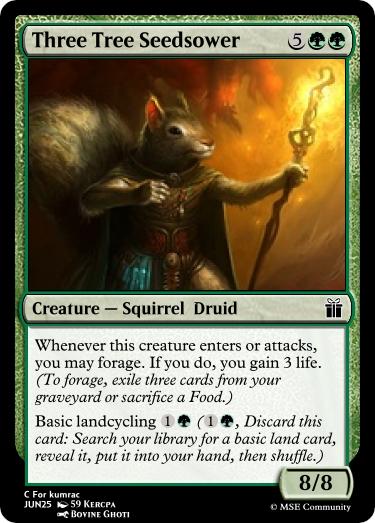 Three Tree Seedsower 5
Creature — Squirrel Druid
Whenever this creature enters or attacks,
you may forage. If you do, you gain 3 life.
(To forage, exile three cards from your
graveyard or sacrifice a Food.)
Basic landcycling 1 (1, Discard this
card: Search your library for a basic land card,
reveal it, put it into your hand, then shuffle.)
8/8
C For kumrac
JUN25 59 Kercpa
Bovine Ghoti
© MSE Community